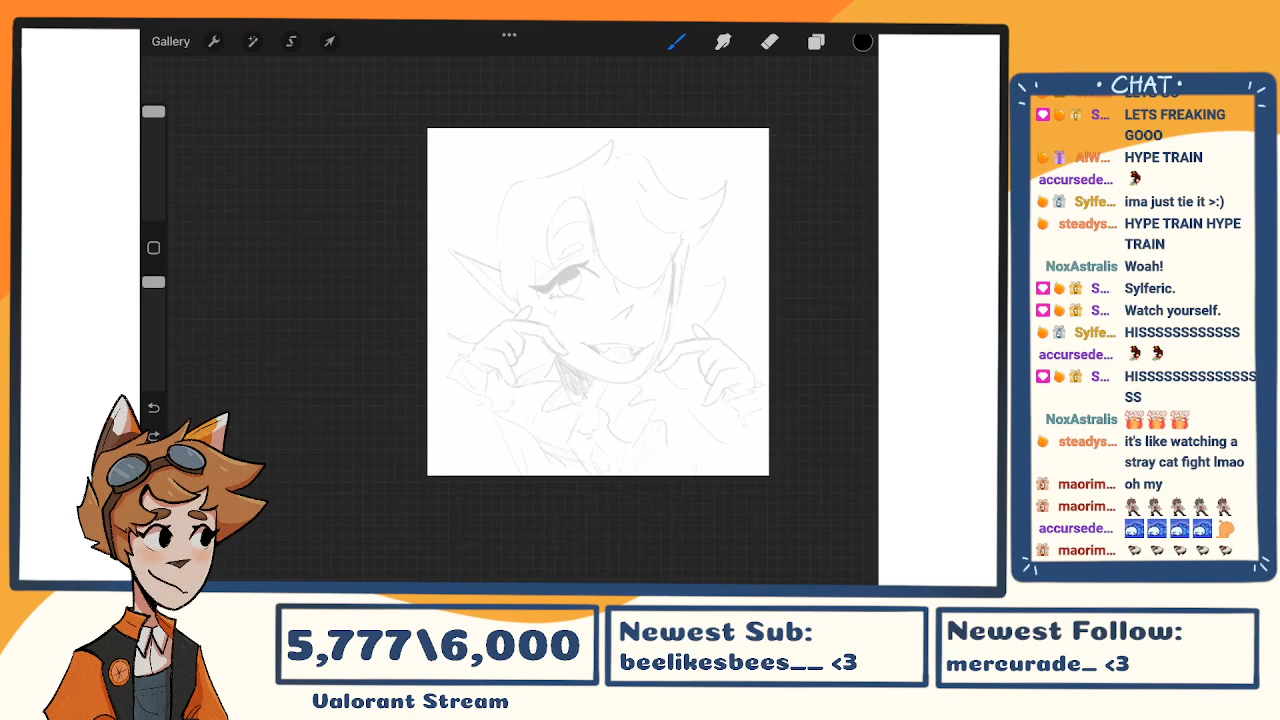 Gallery
CHAT
S... LETS FREAKING
GOOO
AlW... HYPE TRAIN
accursede...
Sylfe... ima just tie it >:)
steadys... HYPE TRAIN HYPE
TRAIN
NoxAstralis Woah!
S... Sylferic.
S... Watch yourself.
Sylfe... HISSSSSSSSSSSS
accursede...
S... HISSSSSSSSSSSSSS
SS
NoxAstralis
steadys... it's like watching a
stray cat fight lmao
maorim... oh my
maorim...
accursede...
maorim...
5,777\6,000
Valorant Stream
Newest Sub:
beelikesbees__ <3
Newest Follow:
mercurade_ <3